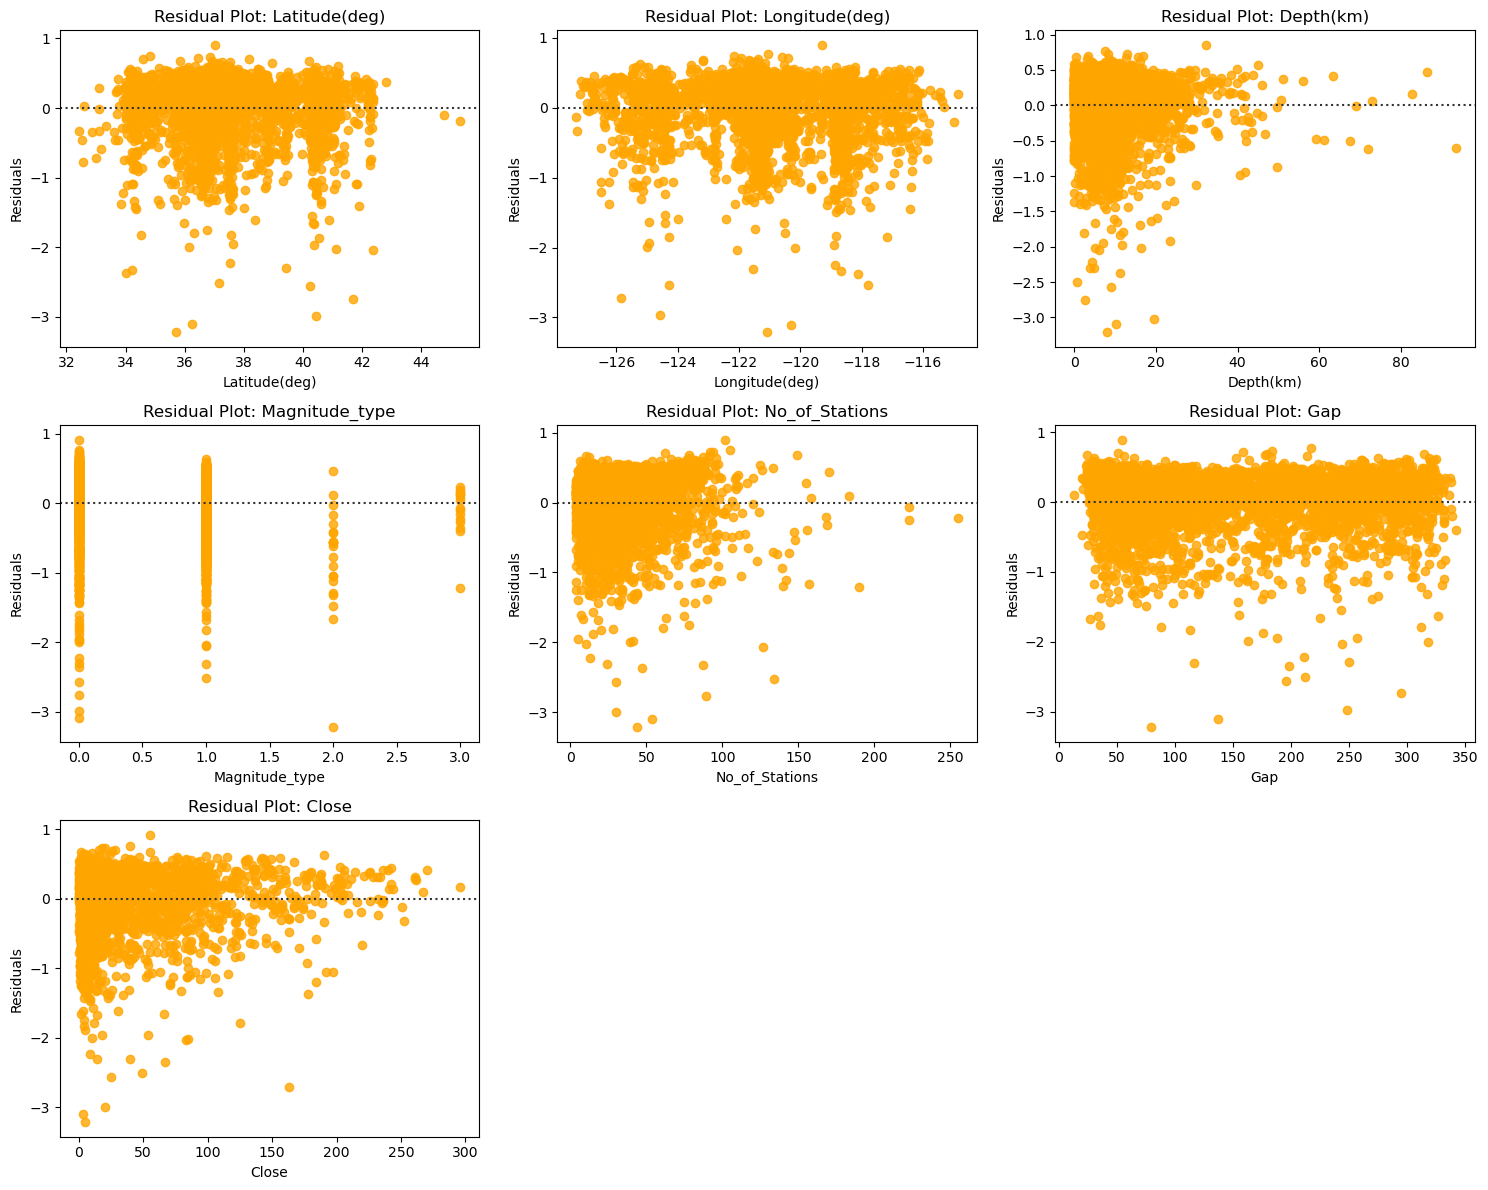 Residual Plot: Latitude(deg)
Residuals
1
0
−1
−2
−3
32 34 36 38 40 42 44
Latitude(deg)
Residual Plot: Longitude(deg)
Residuals
1
0
−1
−2
−3
−126 −124 −122 −120 −118 −116
Longitude(deg)
Residual Plot: Depth(km)
Residuals
1.0
0.5
0.0
−0.5
−1.0
−1.5
−2.0
−2.5
−3.0
0 20 40 60 80
Depth(km)
Residual Plot: Magnitude_type
Residuals
1
0
−1
−2
−3
0.0 0.5 1.0 1.5 2.0 2.5 3.0
Magnitude_type
Residual Plot: No_of_Stations
Residuals
1
0
−1
−2
−3
0 50 100 150 200 250
No_of_Stations
Residual Plot: Gap
Residuals
1
0
−1
−2
−3
0 50 100 150 200 250 300 350
Gap
Residual Plot: Close
Residuals
1
0
−1
−2
−3
0 50 100 150 200 250 300
Close